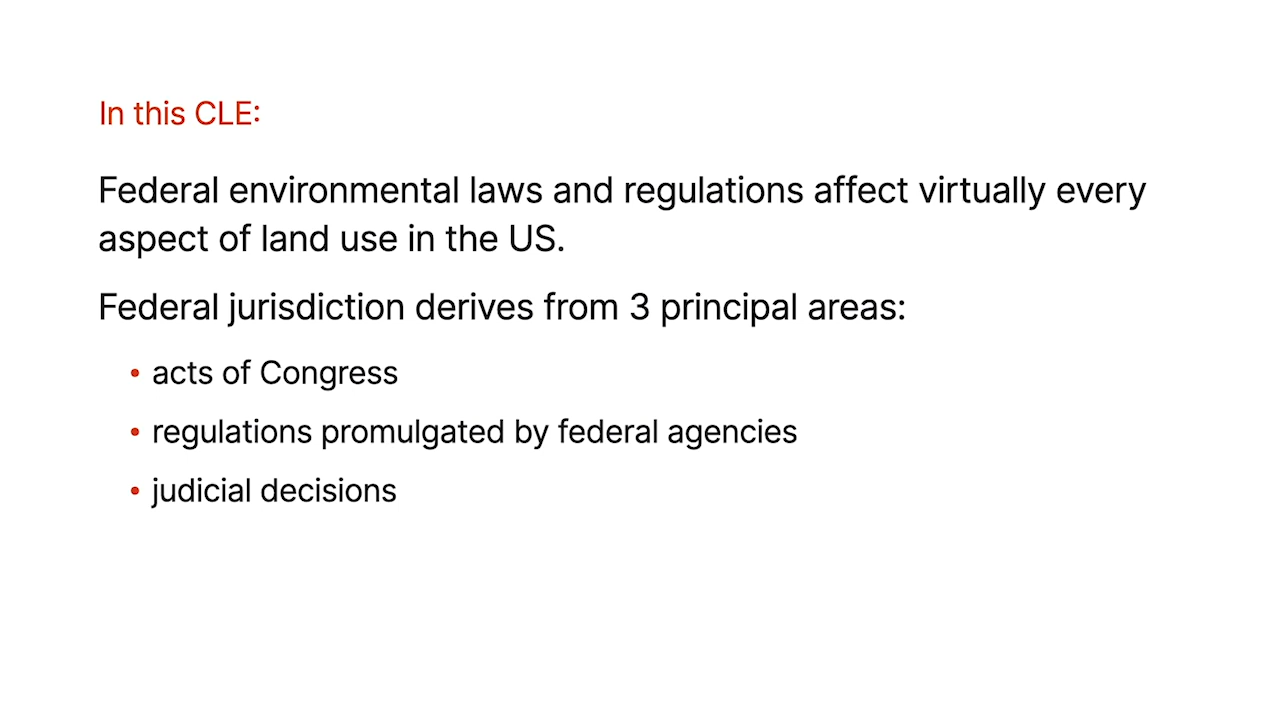 In this CLE:
Federal environmental laws and regulations affect virtually every
aspect of land use in the US.
Federal jurisdiction derives from 3 principal areas:
• acts of Congress
• regulations promulgated by federal agencies
• judicial decisions